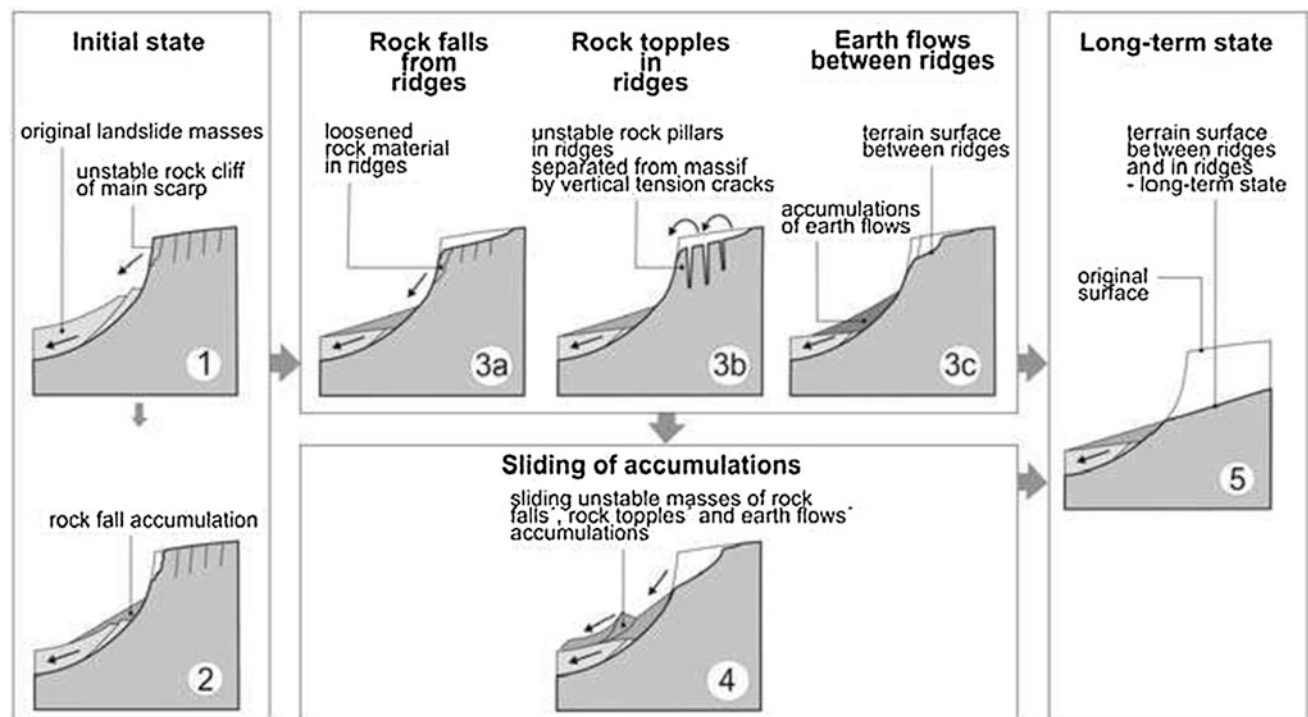 Initial state
original landslide masses
unstable rock cliff
of main scarp
1
rock fall accumulation
2
Rock falls
from
ridges
loosened
rock material
in ridges
3a
Rock topples
in
ridges
unstable rock pillars
in ridges
separated from massif
by vertical tension cracks
3b
Earth flows
between ridges
terrain surface
between ridges
accumulations
of earth flows
3c
Sliding of accumulations
sliding unstable masses of rock
falls´, rock topples´ and earth flows´
accumulations
4
Long-term state
terrain surface
between ridges
and in ridges
- long-term state
original
surface
5